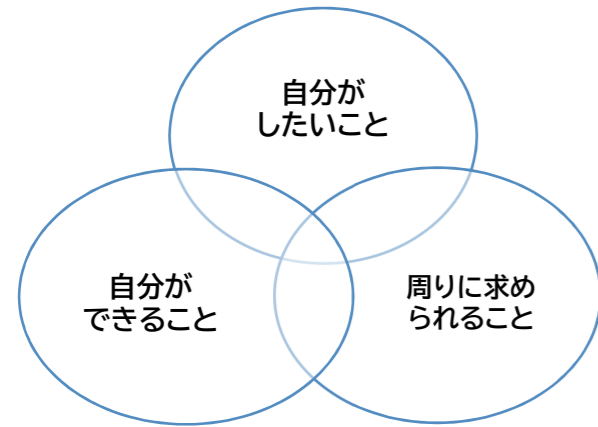 自分が
したいこと
自分が
できること
周りに求め
られること